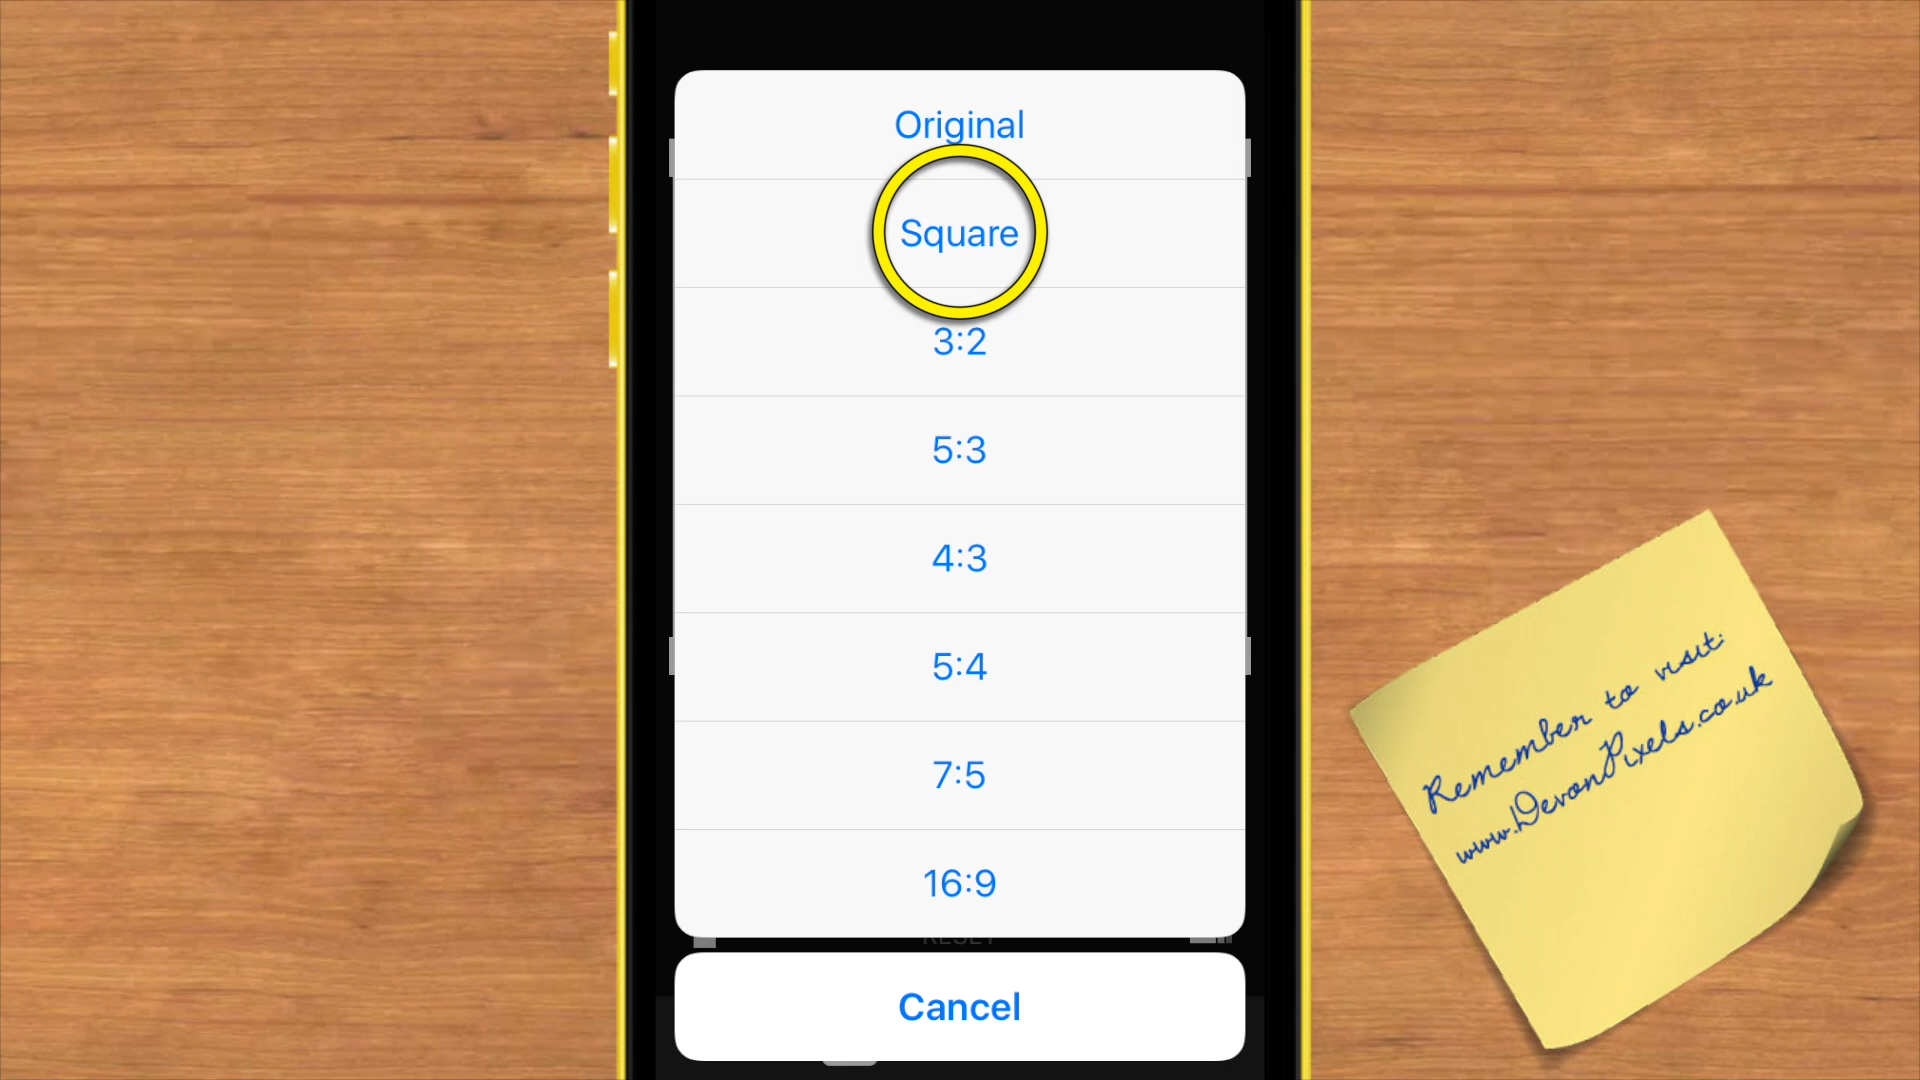 Original
Square
3:2
5:3
4:3
5:4
7:5
16:9
RESET
Cancel
Remember to visit:
www.DevonPixels.co.uk